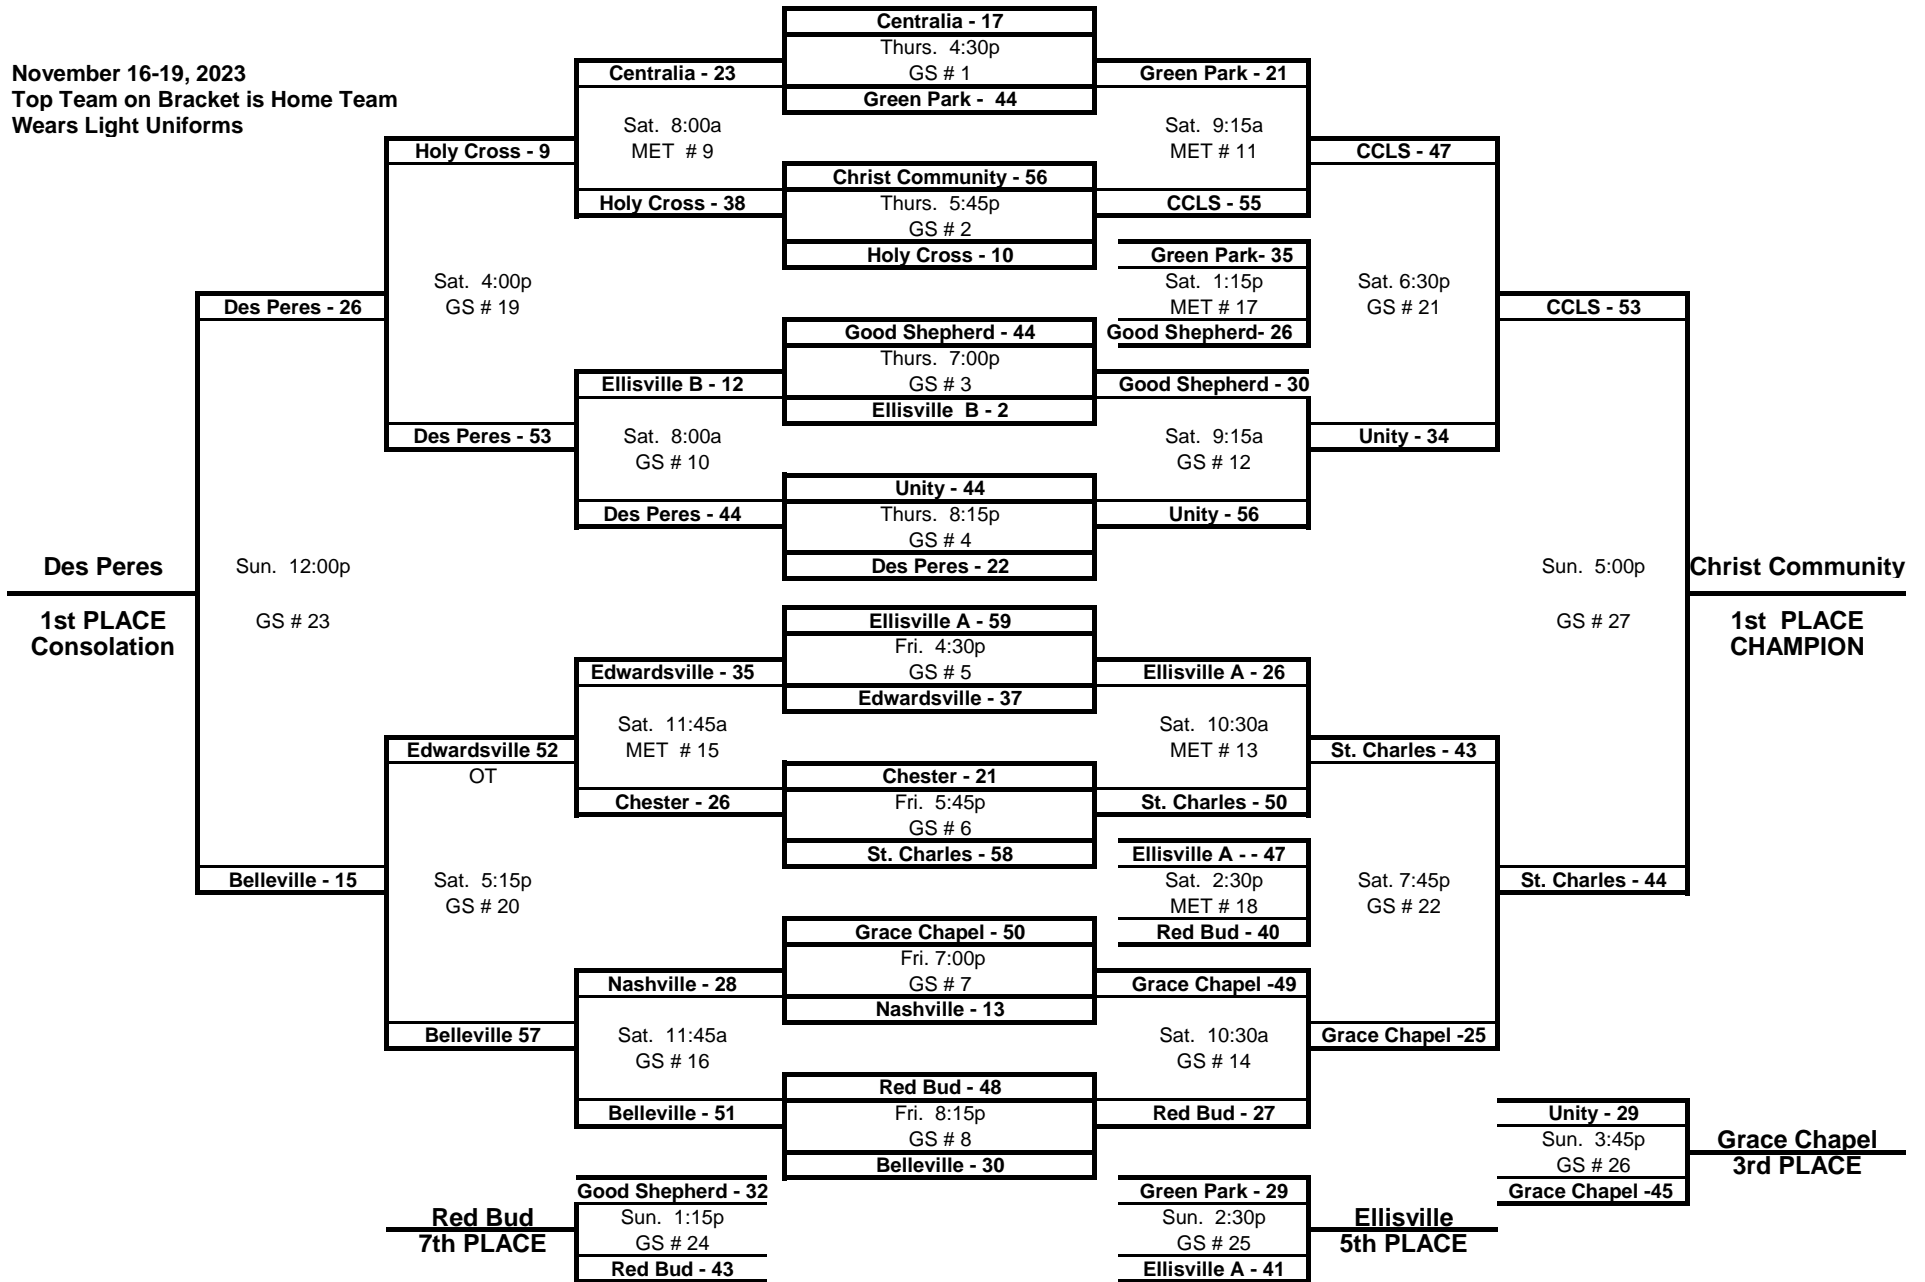 November 16-19, 2023
Top Team on Bracket is Home Team
Wears Light Uniforms
Centralia - 17
Thurs. 4:30p
GS # 1
Green Park - 44
Christ Community - 56
Thurs. 5:45p
GS # 2
Holy Cross - 10
Good Shepherd - 44
Thurs. 7:00p
GS # 3
Ellisville B - 2
Unity - 44
Thurs. 8:15p
GS # 4
Des Peres - 22
Ellisville A - 59
Fri. 4:30p
GS # 5
Edwardsville - 37
Chester - 21
Fri. 5:45p
GS # 6
St. Charles - 58
Grace Chapel - 50
Fri. 7:00p
GS # 7
Nashville - 13
Red Bud - 48
Fri. 8:15p
GS # 8
Belleville - 30
Centralia - 23
Sat. 8:00a
MET # 9
Holy Cross - 38
Ellisville B - 12
Sat. 8:00a
GS # 10
Des Peres - 44
Edwardsville - 35
Sat. 11:45a
MET # 15
Chester - 26
Nashville - 28
Sat. 11:45a
GS # 16
Belleville - 51
Good Shepherd - 32
Sun. 1:15p
GS # 24
Red Bud - 43
Red Bud
7th PLACE
Holy Cross - 9
Sat. 4:00p
GS # 19
Des Peres - 53
Edwardsville 52
OT
Sat. 5:15p
GS # 20
Belleville 57
Des Peres - 26
Sun. 12:00p
GS # 23
Belleville - 15
Des Peres
1st PLACE
Consolation
Green Park - 21
Sat. 9:15a
MET # 11
CCLS - 55
Green Park- 35
Sat. 1:15p
MET # 17
Good Shepherd- 26
Good Shepherd - 30
Sat. 9:15a
GS # 12
Unity - 56
Ellisville A - 26
Sat. 10:30a
MET # 13
St. Charles - 50
Ellisville A - - 47
Sat. 2:30p
MET # 18
Red Bud - 40
Grace Chapel -49
Sat. 10:30a
GS # 14
Red Bud - 27
Green Park - 29
Sun. 2:30p
GS # 25
Ellisville A - 41
Ellisville
5th PLACE
CCLS - 47
Sat. 6:30p
GS # 21
Unity - 34
St. Charles - 43
Sat. 7:45p
GS # 22
Grace Chapel -25
CCLS - 53
Sun. 5:00p
GS # 27
St. Charles - 44
Christ Community
1st PLACE
CHAMPION
Unity - 29
Sun. 3:45p
GS # 26
Grace Chapel -45
Grace Chapel
3rd PLACE